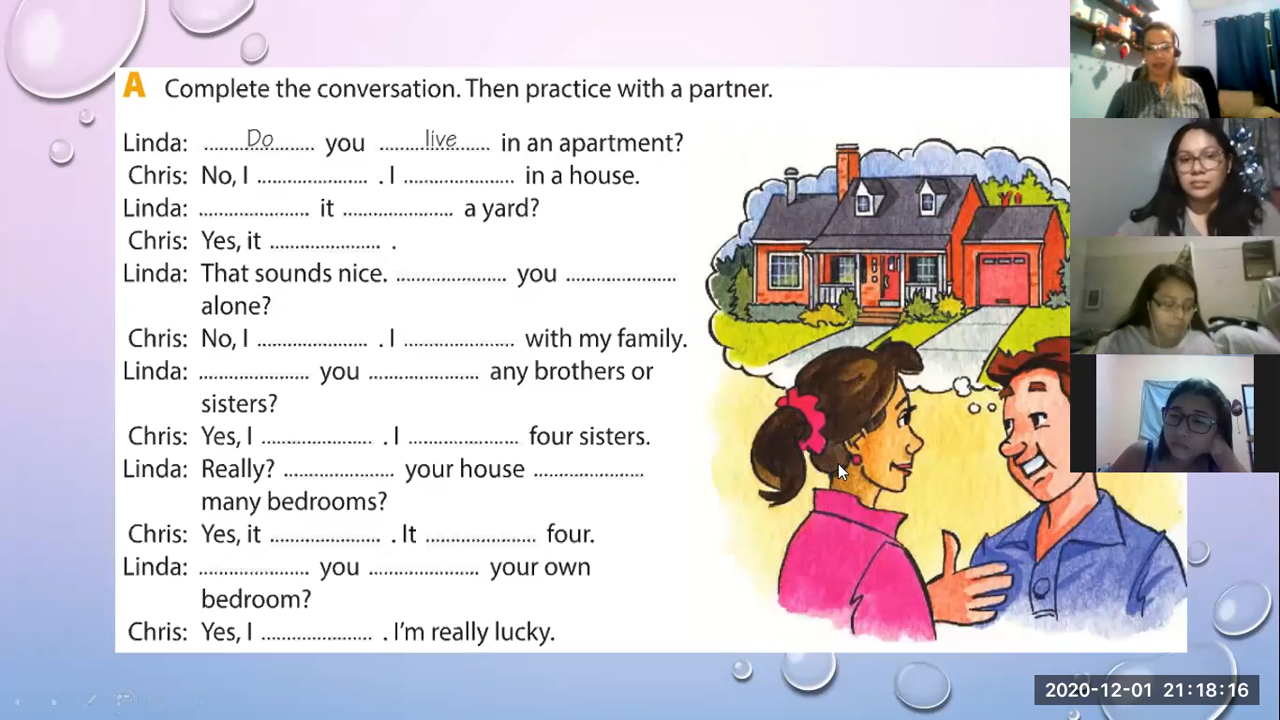 A Complete the conversation. Then practice with a partner.
Linda: ......Do...... you ......live...... in an apartment?
Chris: No, I .................... . I .................... in a house.
Linda: .................... it .................... a yard?
Chris: Yes, it .................... .
Linda: That sounds nice. .................... you ....................
alone?
Chris: No, I .................... . I .................... with my family.
Linda: .................... you .................... any brothers or
sisters?
Chris: Yes, I .................... . I .................... four sisters.
Linda: Really? .................... your house ....................
many bedrooms?
Chris: Yes, it .................... . It .................... four.
Linda: .................... you .................... your own
bedroom?
Chris: Yes, I .................... . I'm really lucky.
2020-12-01 21:18:16